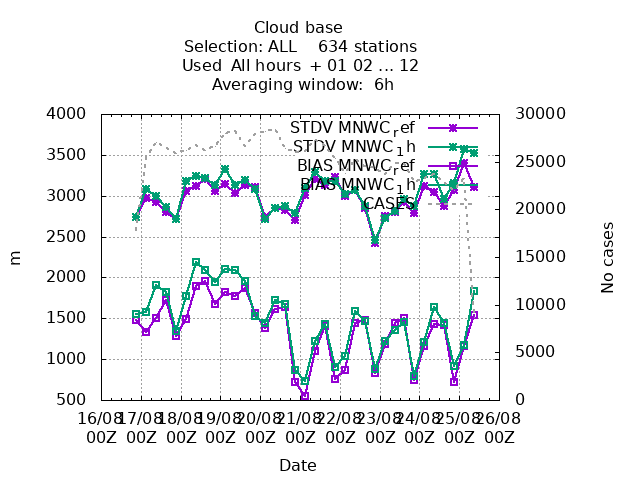 Cloud base
Selection: ALL    634 stations
Used  All hours  + 01 02 ... 12
Averaging window:  6h
4000
3500
3000
2500
2000
1500
1000
500
m
30000
25000
20000
15000
10000
5000
0
No cases
STDV MNWC_ref
STDV MNWC_1h
BIAS MNWC_ref
BIAS MNWC_1h
CASES
16/08 17/08 18/08 19/08 20/08 21/08 22/08 23/08 24/08 25/08 26/08
00Z 00Z 00Z 00Z 00Z 00Z 00Z 00Z 00Z 00Z 00Z
Date